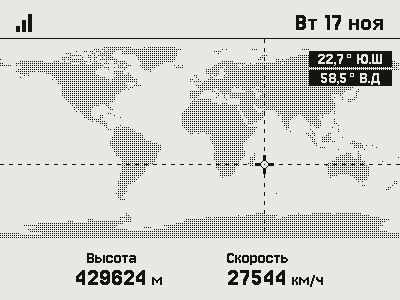 Вт 17 ноя
22,7° Ю.Ш
58,5° В.Д
Высота
429624 м
Скорость
27544 км/ч